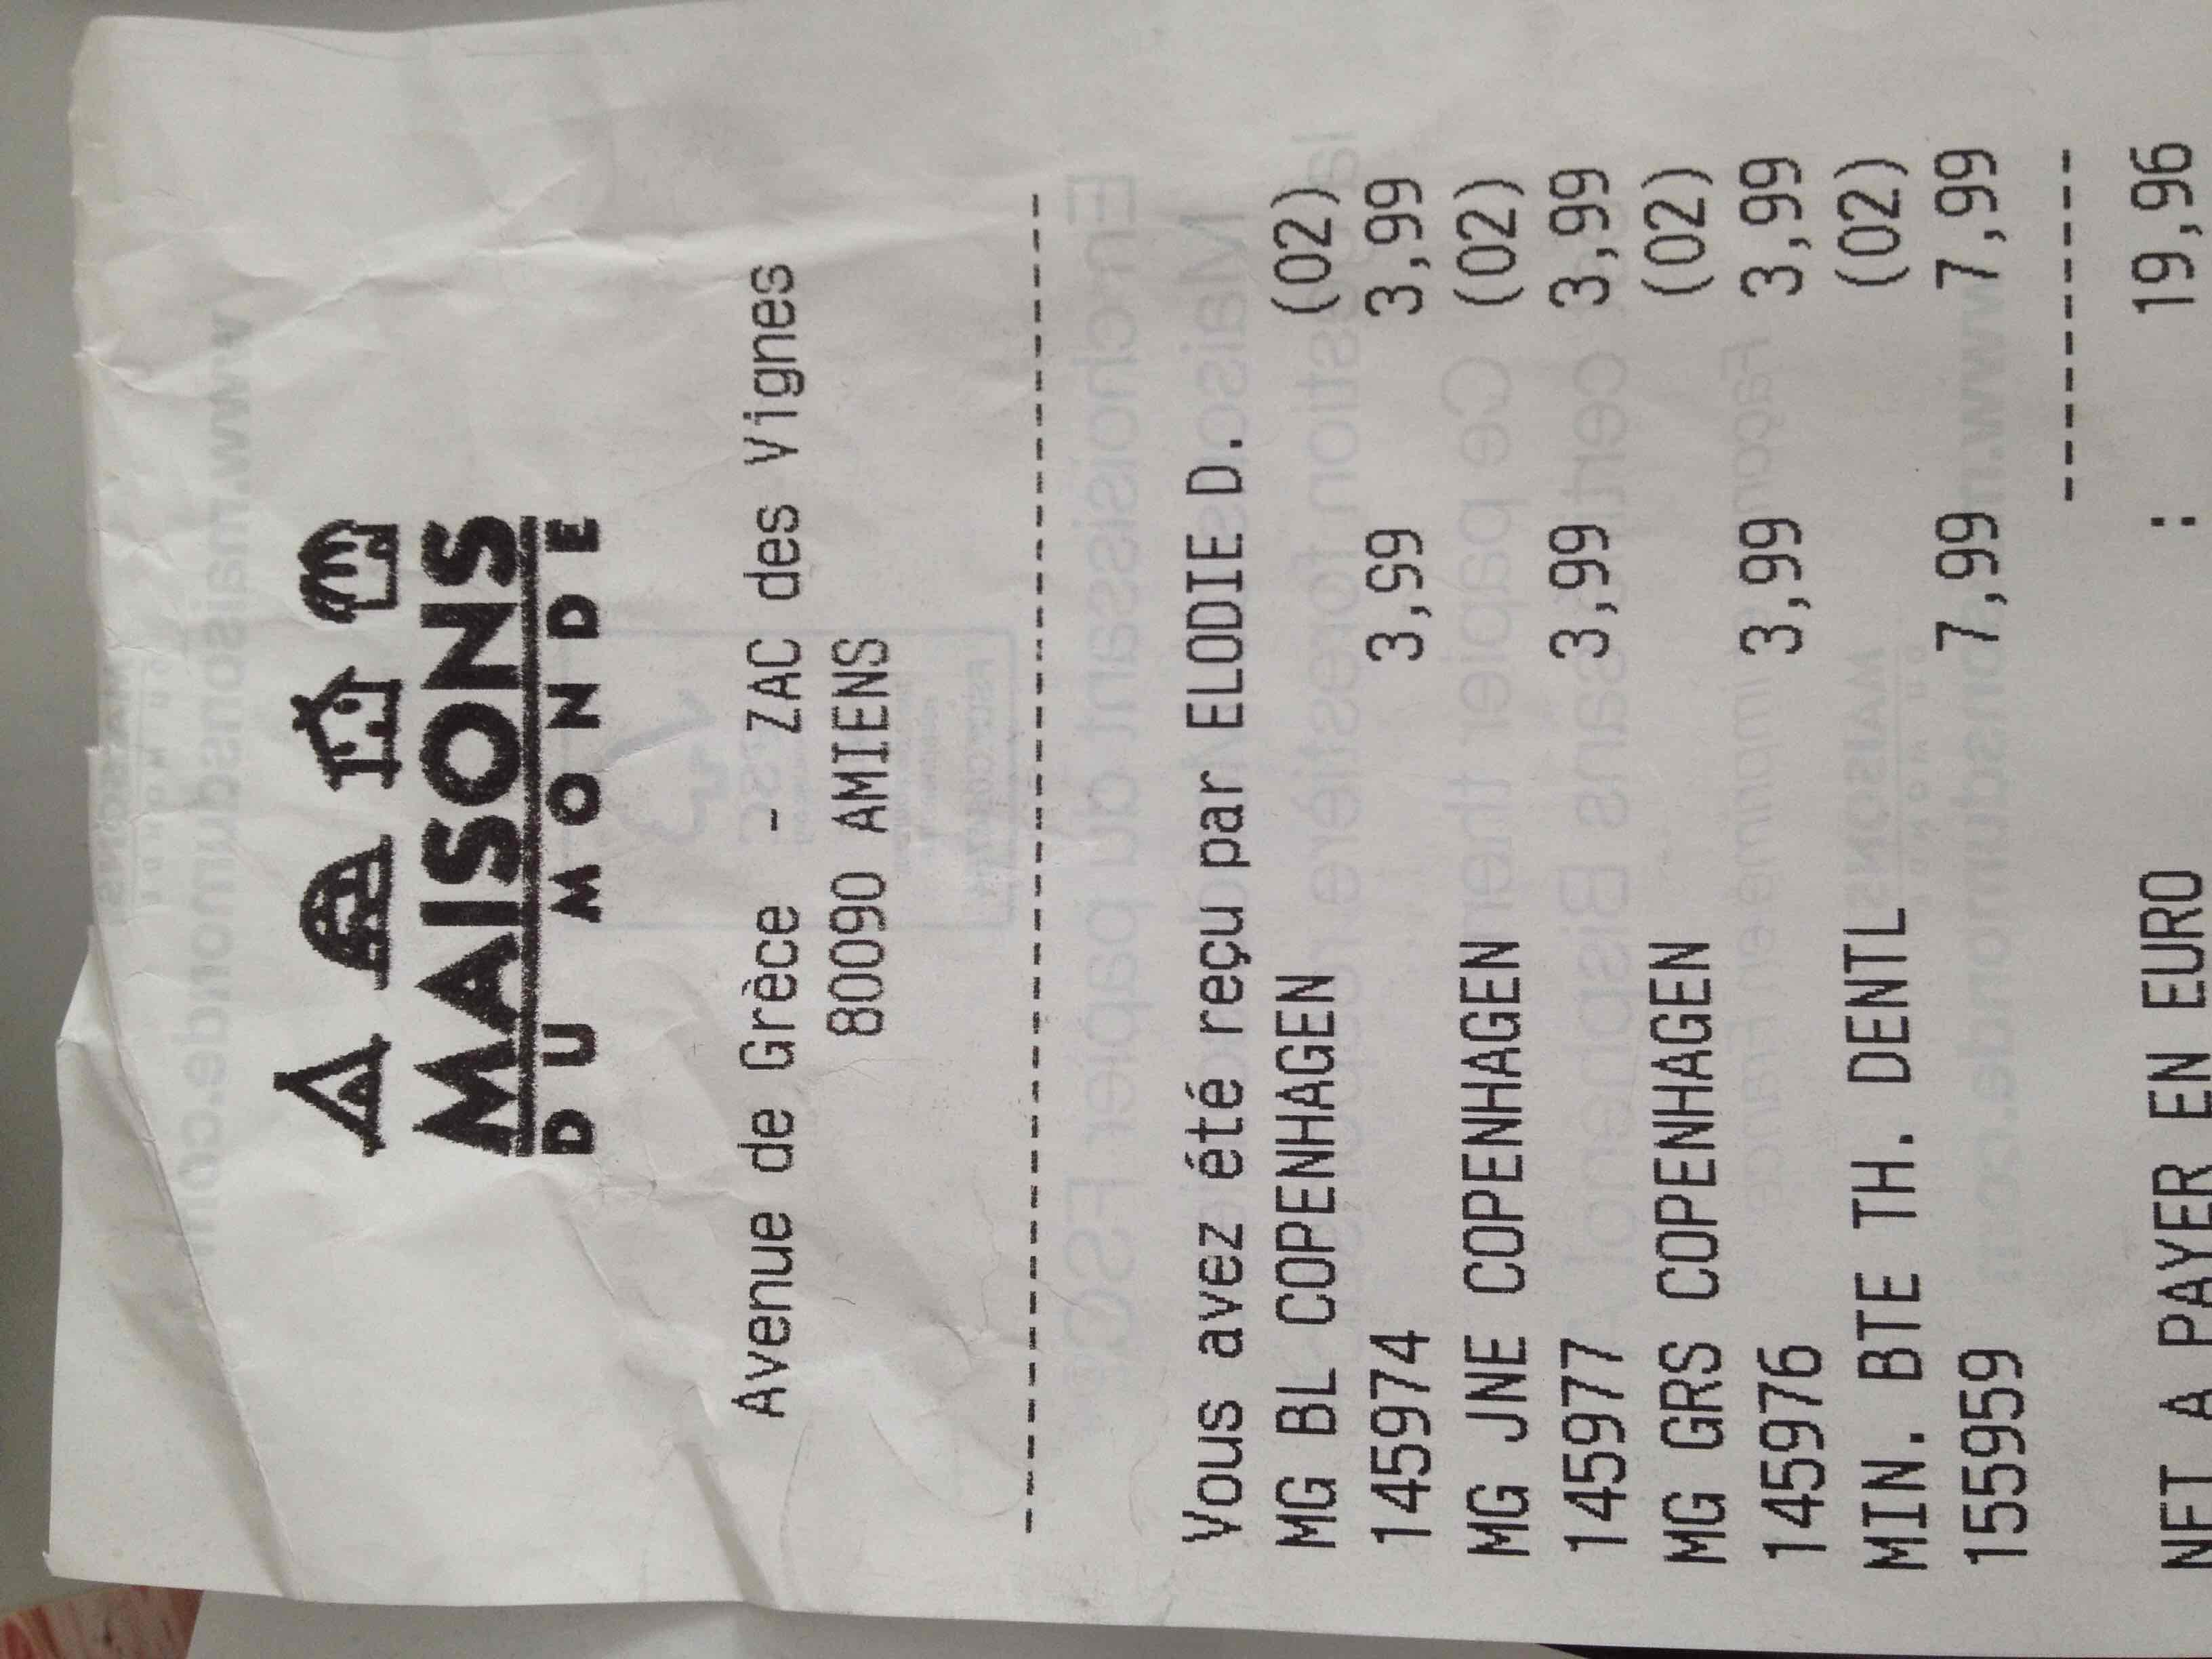 MAISONS
DU MONDE
Avenue de Grèce - ZAC des Vignes
80090 AMIENS
--------------------------------
Vous avez été reçu par ELODIE D.
MG BL COPENHAGEN (02)
145974 3,99 3,99
MG JNE COPENHAGEN (02)
145977 3,99 3,99
MG GRS COPENHAGEN (02)
145976 3,99 3,99
MIN. BTE TH. DENTL (02)
155959 7,99 7,99
---------
NET A PAYER EN EURO : 19,96